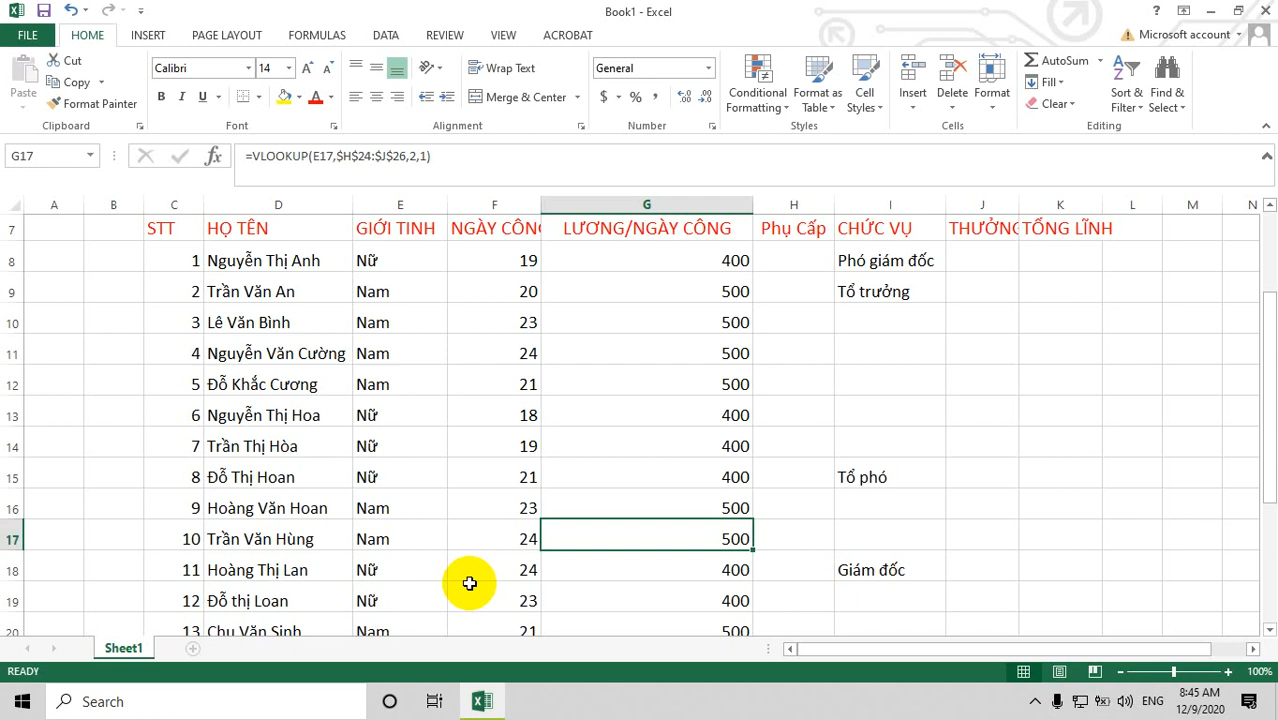 Book1 - Excel
?
FILE HOME INSERT PAGE LAYOUT FORMULAS DATA REVIEW VIEW ACROBAT Microsoft account
Paste Cut Copy Format Painter Clipboard
Calibri 14 B I U A Font
Wrap Text Merge & Center Alignment
General $ % , Number
Conditional Formatting Format as Table Cell Styles Styles
Insert Delete Format Cells
AutoSum Fill Clear Sort & Filter Find & Select Editing
G17 fx =VLOOKUP(E17,$H$24:$J$26,2,1)
A B C D E F G H I J K L M N
7 STT HỌ TÊN GIỚI TINH NGÀY CÔN LƯƠNG/NGÀY CÔNG Phụ Cấp CHỨC VỤ THƯỞNG TỔNG LĨNH
8 1 Nguyễn Thị Anh Nữ 19 400 Phó giám đốc
9 2 Trần Văn An Nam 20 500 Tổ trưởng
10 3 Lê Văn Bình Nam 23 500
11 4 Nguyễn Văn Cường Nam 24 500
12 5 Đỗ Khắc Cương Nam 21 500
13 6 Nguyễn Thị Hoa Nữ 18 400
14 7 Trần Thị Hòa Nữ 19 400
15 8 Đỗ Thị Hoan Nữ 21 400 Tổ phó
16 9 Hoàng Văn Hoan Nam 23 500
17 10 Trần Văn Hùng Nam 24 500
18 11 Hoàng Thị Lan Nữ 24 400 Giám đốc
19 12 Đỗ thị Loan Nữ 23 400
20 13 Chu Văn Sinh Nam 21 500
Sheet1
READY 100%
Search ENG 8:45 AM
12/9/2020